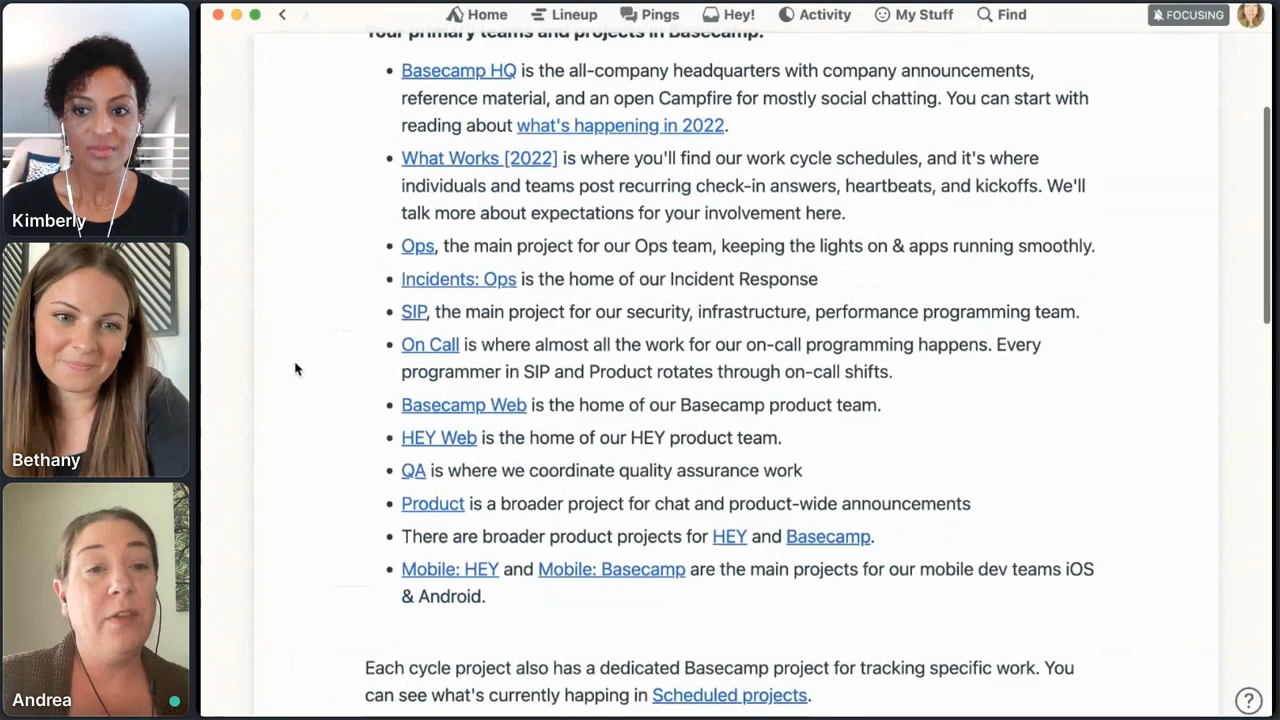 Home Lineup Pings Hey! Activity My Stuff Find FOCUSING
Your primary teams and projects in Basecamp:
Basecamp HQ is the all-company headquarters with company announcements,
reference material, and an open Campfire for mostly social chatting. You can start with
reading about what's happening in 2022.
What Works [2022] is where you'll find our work cycle schedules, and it's where
individuals and teams post recurring check-in answers, heartbeats, and kickoffs. We'll
talk more about expectations for your involvement here.
Ops, the main project for our Ops team, keeping the lights on & apps running smoothly.
Incidents: Ops is the home of our Incident Response
SIP, the main project for our security, infrastructure, performance programming team.
On Call is where almost all the work for our on-call programming happens. Every
programmer in SIP and Product rotates through on-call shifts.
Basecamp Web is the home of our Basecamp product team.
HEY Web is the home of our HEY product team.
QA is where we coordinate quality assurance work
Product is a broader project for chat and product-wide announcements
There are broader product projects for HEY and Basecamp.
Mobile: HEY and Mobile: Basecamp are the main projects for our mobile dev teams iOS
& Android.
Each cycle project also has a dedicated Basecamp project for tracking specific work. You
can see what's currently happing in Scheduled projects.
?
Kimberly
Bethany
Andrea